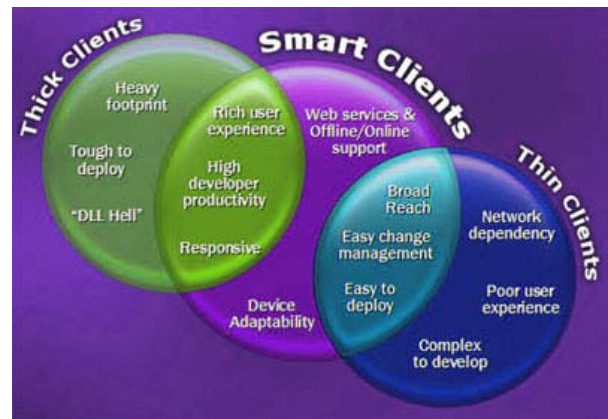 Thick Clients
Heavy
footprint
Tough to
deploy
"DLL Hell"
Rich user
experience
High
developer
productivity
Responsive
Smart Clients
Web services &
Offline/Online
support
Device
Adaptability
Broad
Reach
Easy change
management
Easy to
deploy
Thin Clients
Network
dependency
Poor user
experience
Complex
to develop